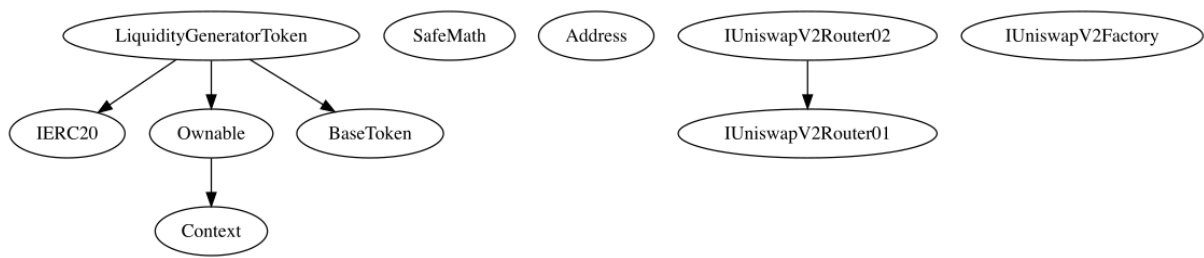 LiquidityGeneratorToken
SafeMath
Address
IUniswapV2Router02
IUniswapV2Factory
IERC20
Ownable
BaseToken
IUniswapV2Router01
Context